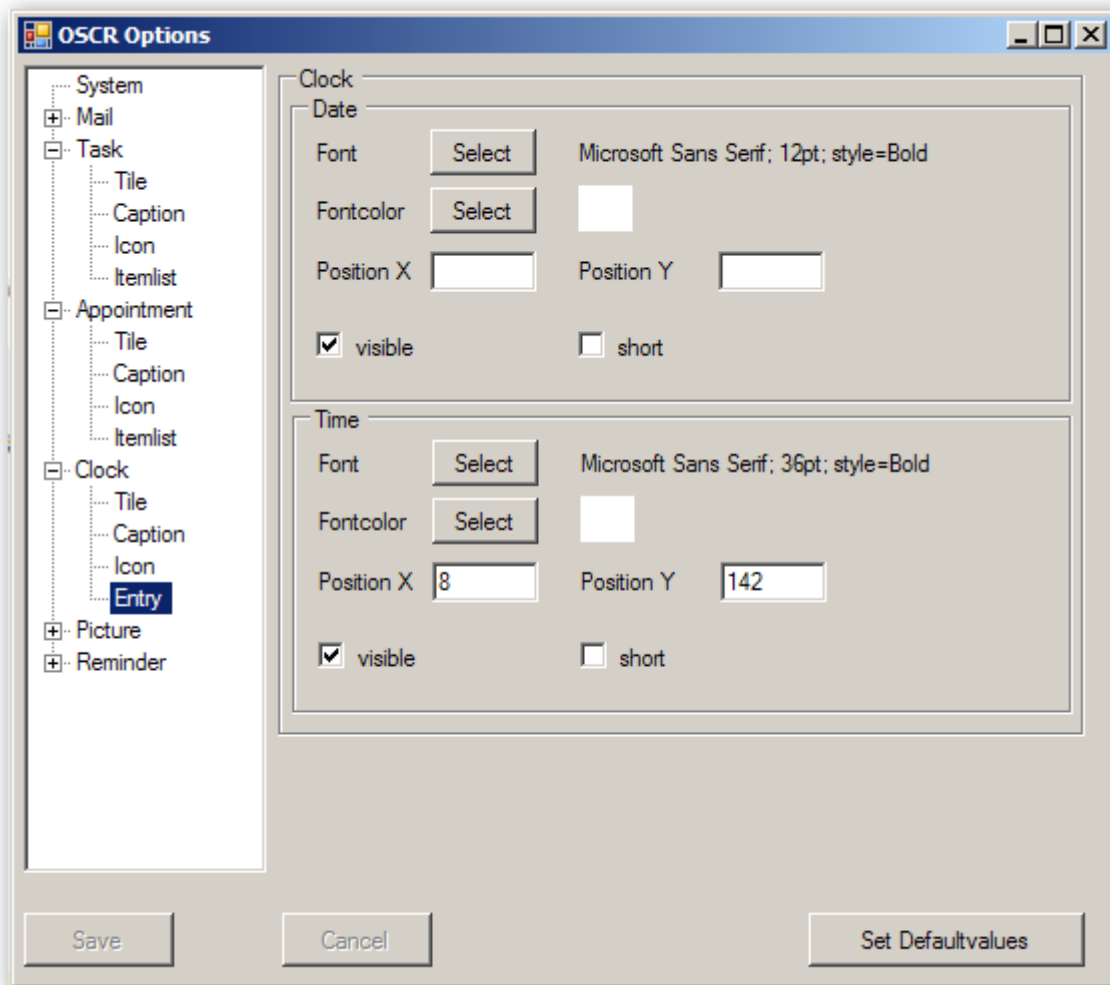 OSCR Options
System
Mail
Task
Tile
Caption
Icon
Itemlist
Appointment
Tile
Caption
Icon
Itemlist
Clock
Tile
Caption
Icon
Entry
Picture
Reminder
Clock
Date
Font Select Microsoft Sans Serif; 12pt; style=Bold
Fontcolor Select
Position X Position Y
visible short
Time
Font Select Microsoft Sans Serif; 36pt; style=Bold
Fontcolor Select
Position X 8 Position Y 142
visible short
Save Cancel Set Defaultvalues